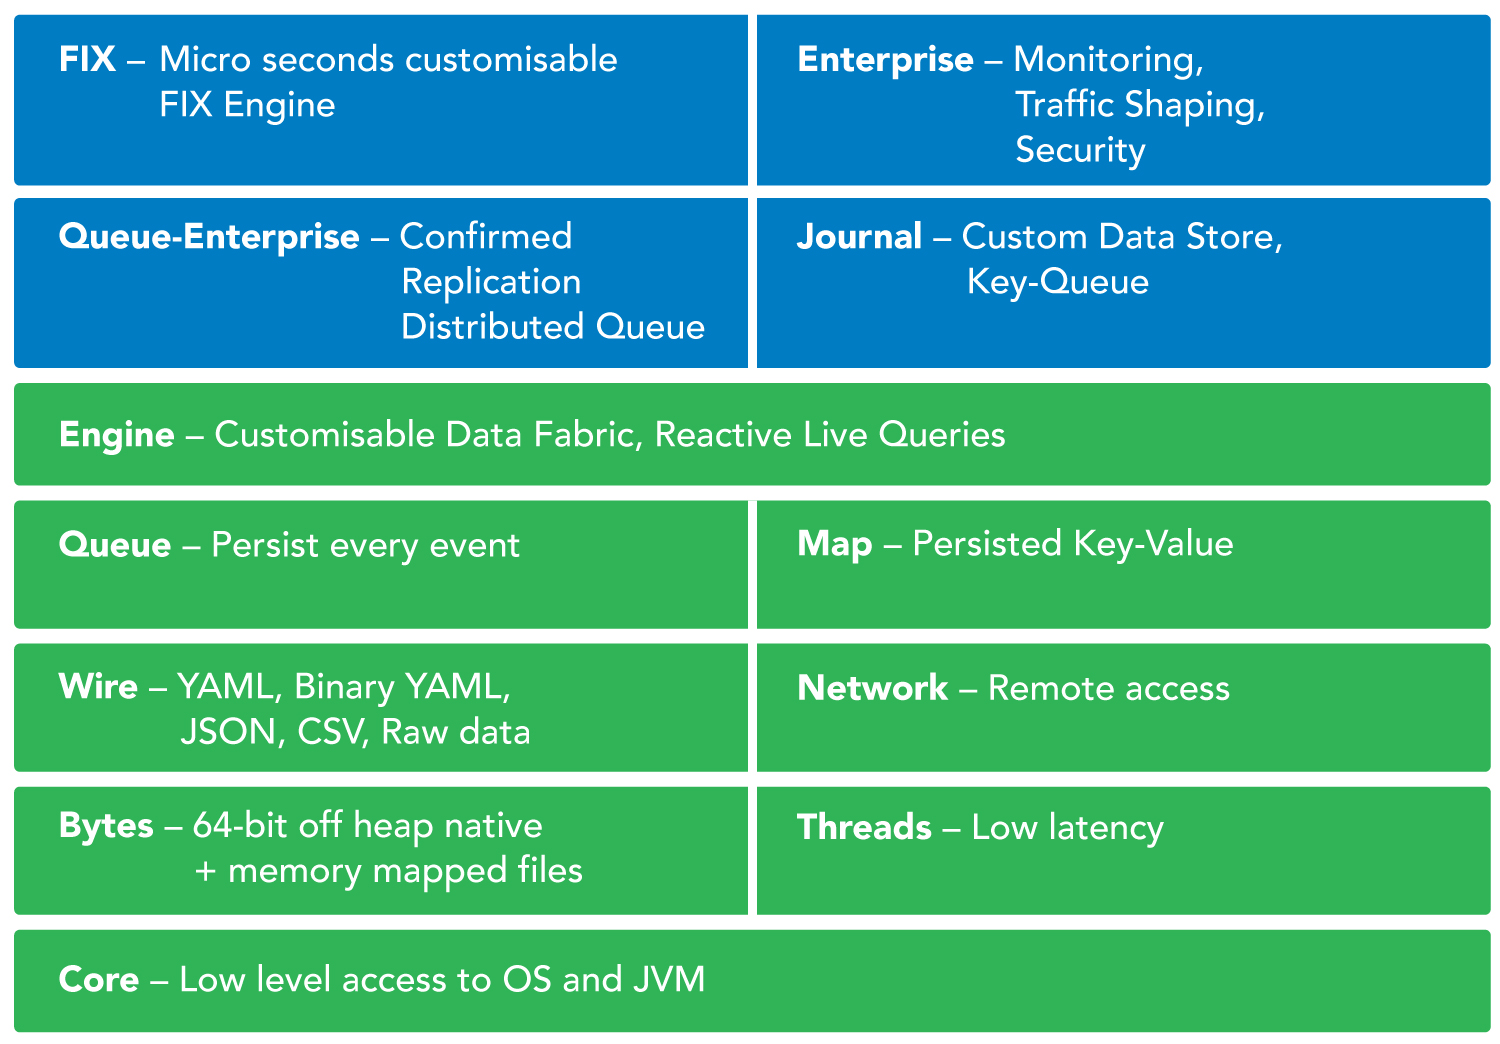 FIX – Micro seconds customisable
FIX Engine
Enterprise – Monitoring,
Traffic Shaping,
Security
Queue-Enterprise – Confirmed
Replication
Distributed Queue
Journal – Custom Data Store,
Key-Queue
Engine – Customisable Data Fabric, Reactive Live Queries
Queue – Persist every event
Map – Persisted Key-Value
Wire – YAML, Binary YAML,
JSON, CSV, Raw data
Network – Remote access
Bytes – 64-bit off heap native
+ memory mapped files
Threads – Low latency
Core – Low level access to OS and JVM